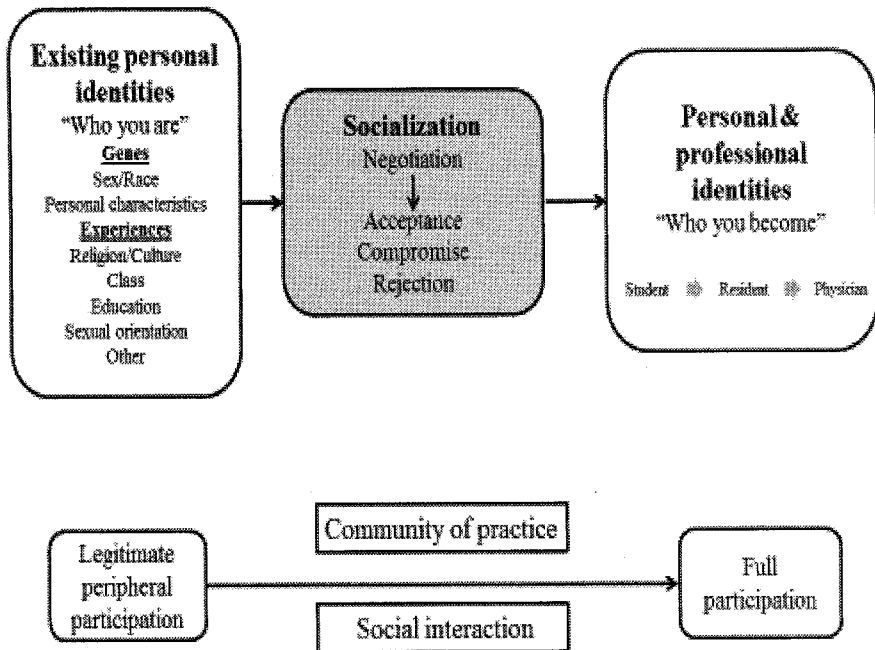 Existing personal
identities
“Who you are”
Genes
Sex/Race
Personal characteristics
Experiences
Religion/Culture
Class
Education
Sexual orientation
Other
Socialization
Negotiation
Acceptance
Compromise
Rejection
Personal &
professional
identities
“Who you become”
Student Resident Physician
Legitimate
peripheral
participation
Community of practice
Social interaction
Full
participation